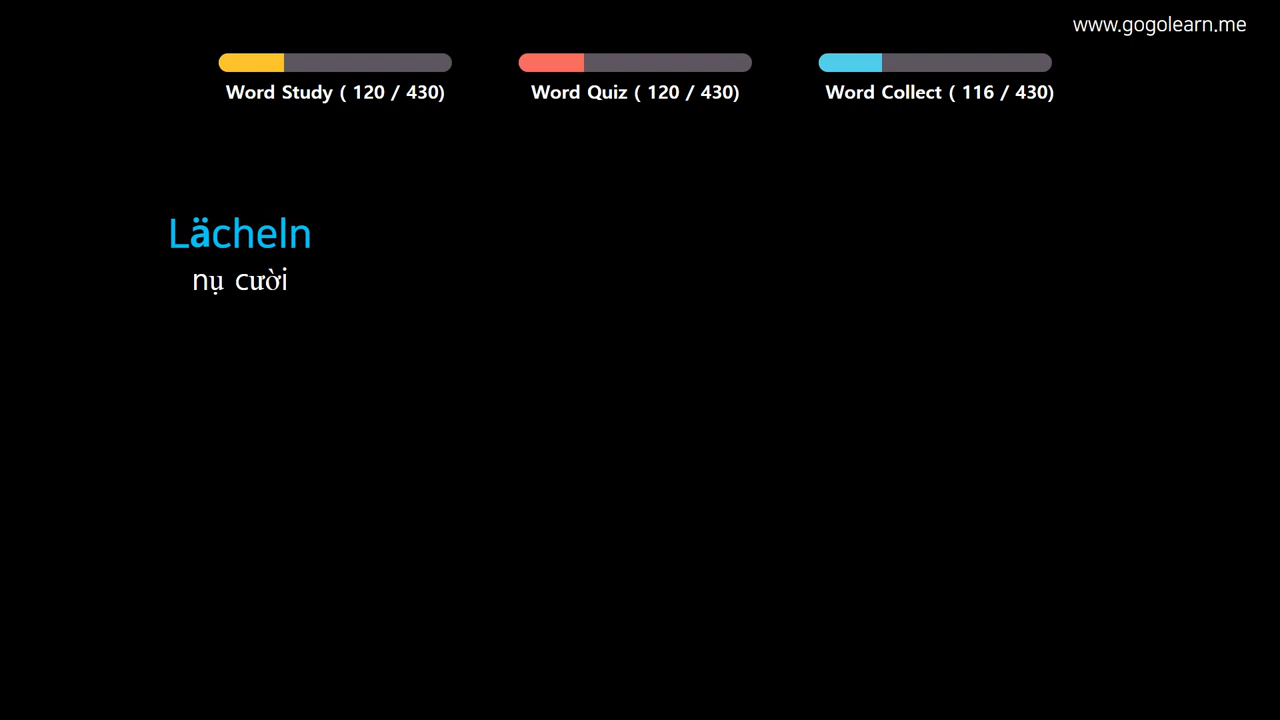 www.gogolearn.me
Word Study ( 120 / 430)
Word Quiz ( 120 / 430)
Word Collect ( 116 / 430)
Lächeln
nụ cười